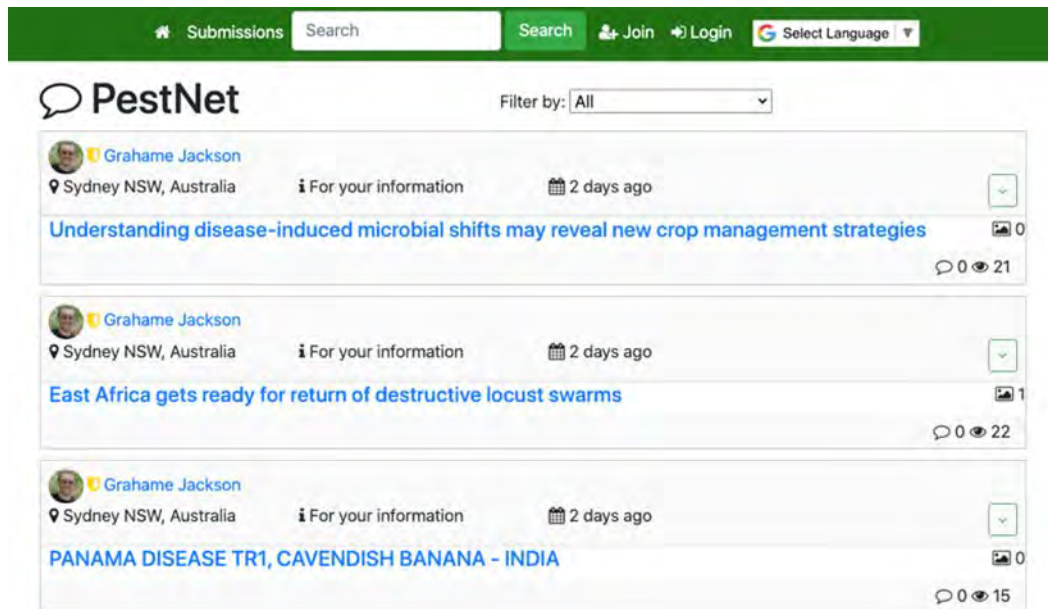 Submissions Search Search Join Login Select Language ▼
PestNet Filter by: All
Grahame Jackson
Sydney NSW, Australia For your information 2 days ago
Understanding disease-induced microbial shifts may reveal new crop management strategies 0
0 21
Grahame Jackson
Sydney NSW, Australia For your information 2 days ago
East Africa gets ready for return of destructive locust swarms 1
0 22
Grahame Jackson
Sydney NSW, Australia For your information 2 days ago
PANAMA DISEASE TR1, CAVENDISH BANANA - INDIA 0
0 15